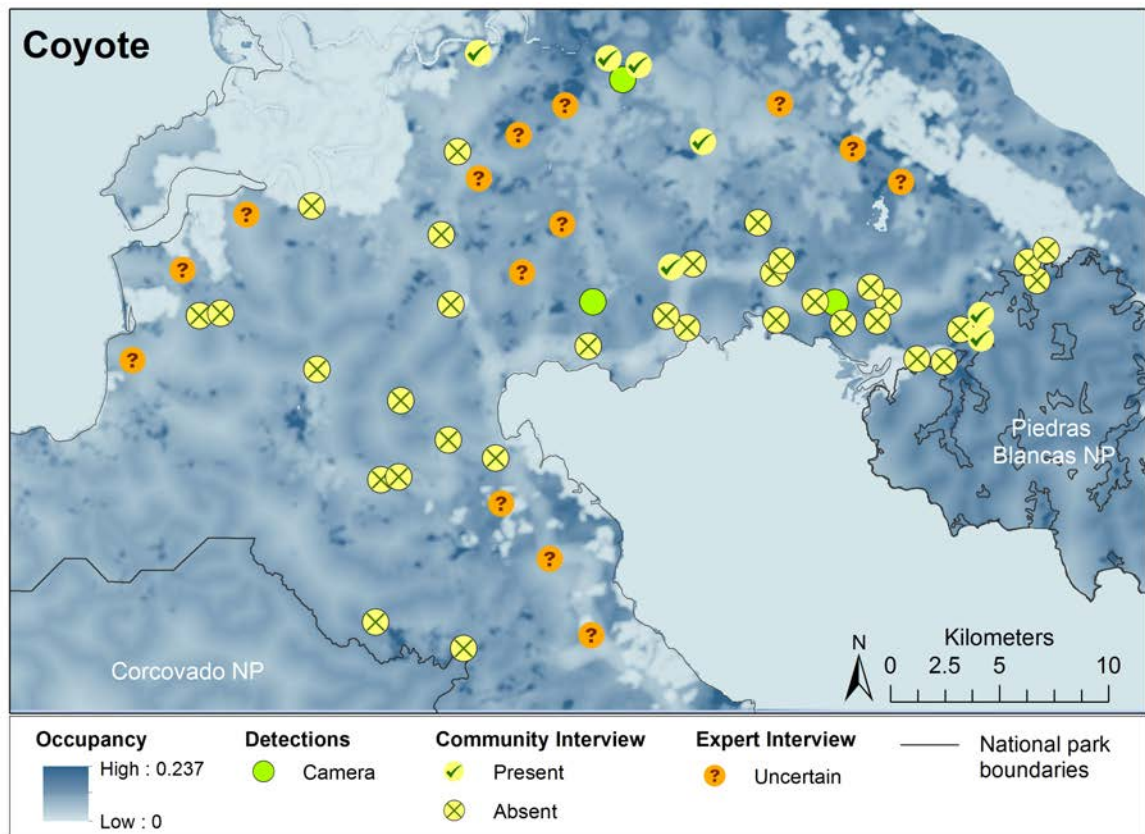 Coyote
Piedras
Blancas NP
Corcovado NP
N
Kilometers
0 2.5 5 10
Occupancy
High : 0.237
Low : 0
Detections
Camera
Community Interview
Present
Absent
Expert Interview
? Uncertain
National park
boundaries